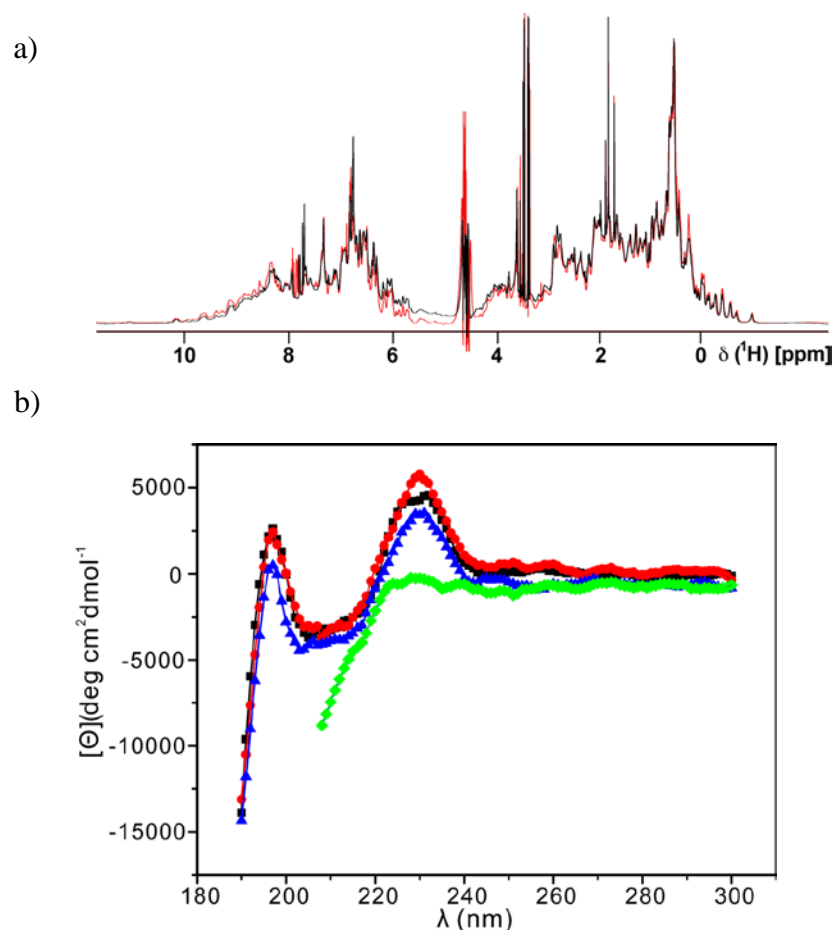 a)
10 8 6 4 2 0 δ (¹H) [ppm]
b)
5000
0
-5000
-10000
-15000
[Θ](deg cm²dmol⁻¹)
180 200 220 240 260 280 300
λ (nm)